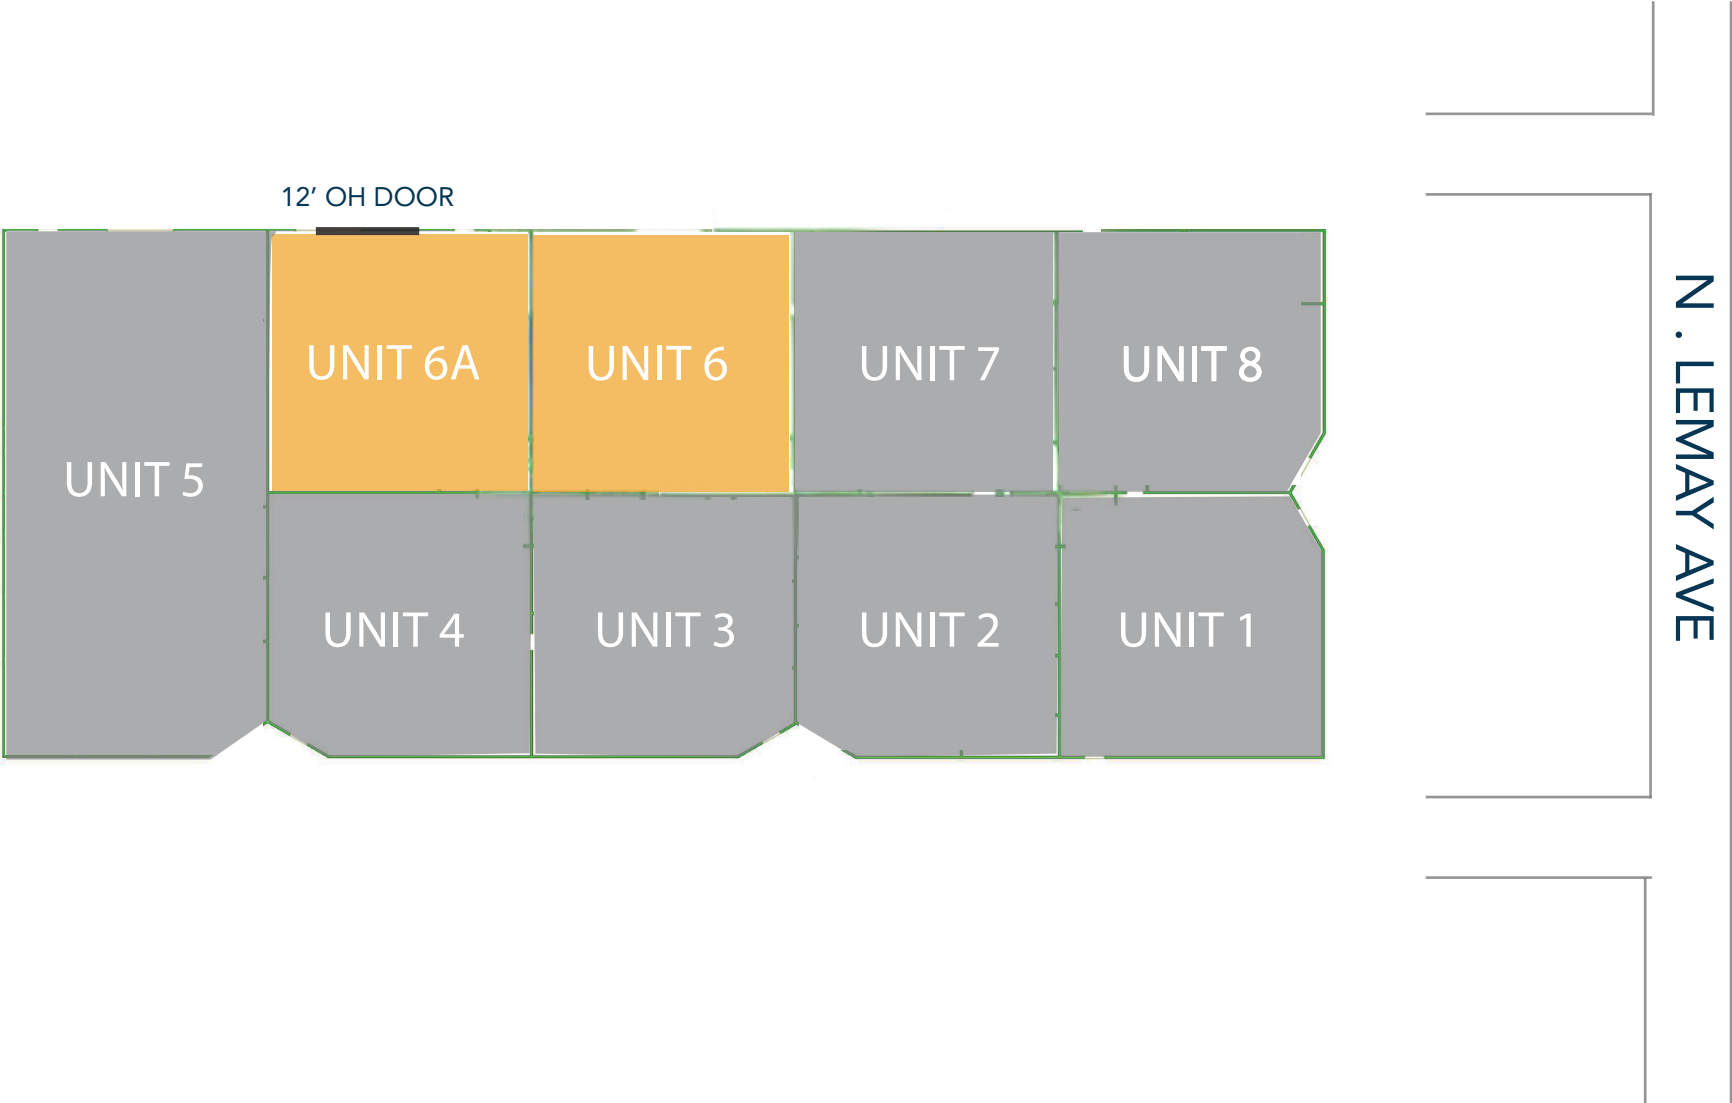 12’ OH DOOR
UNIT 6A
UNIT 6
UNIT 7
UNIT 8
UNIT 5
UNIT 4
UNIT 3
UNIT 2
UNIT 1
N . LEMAY AVE